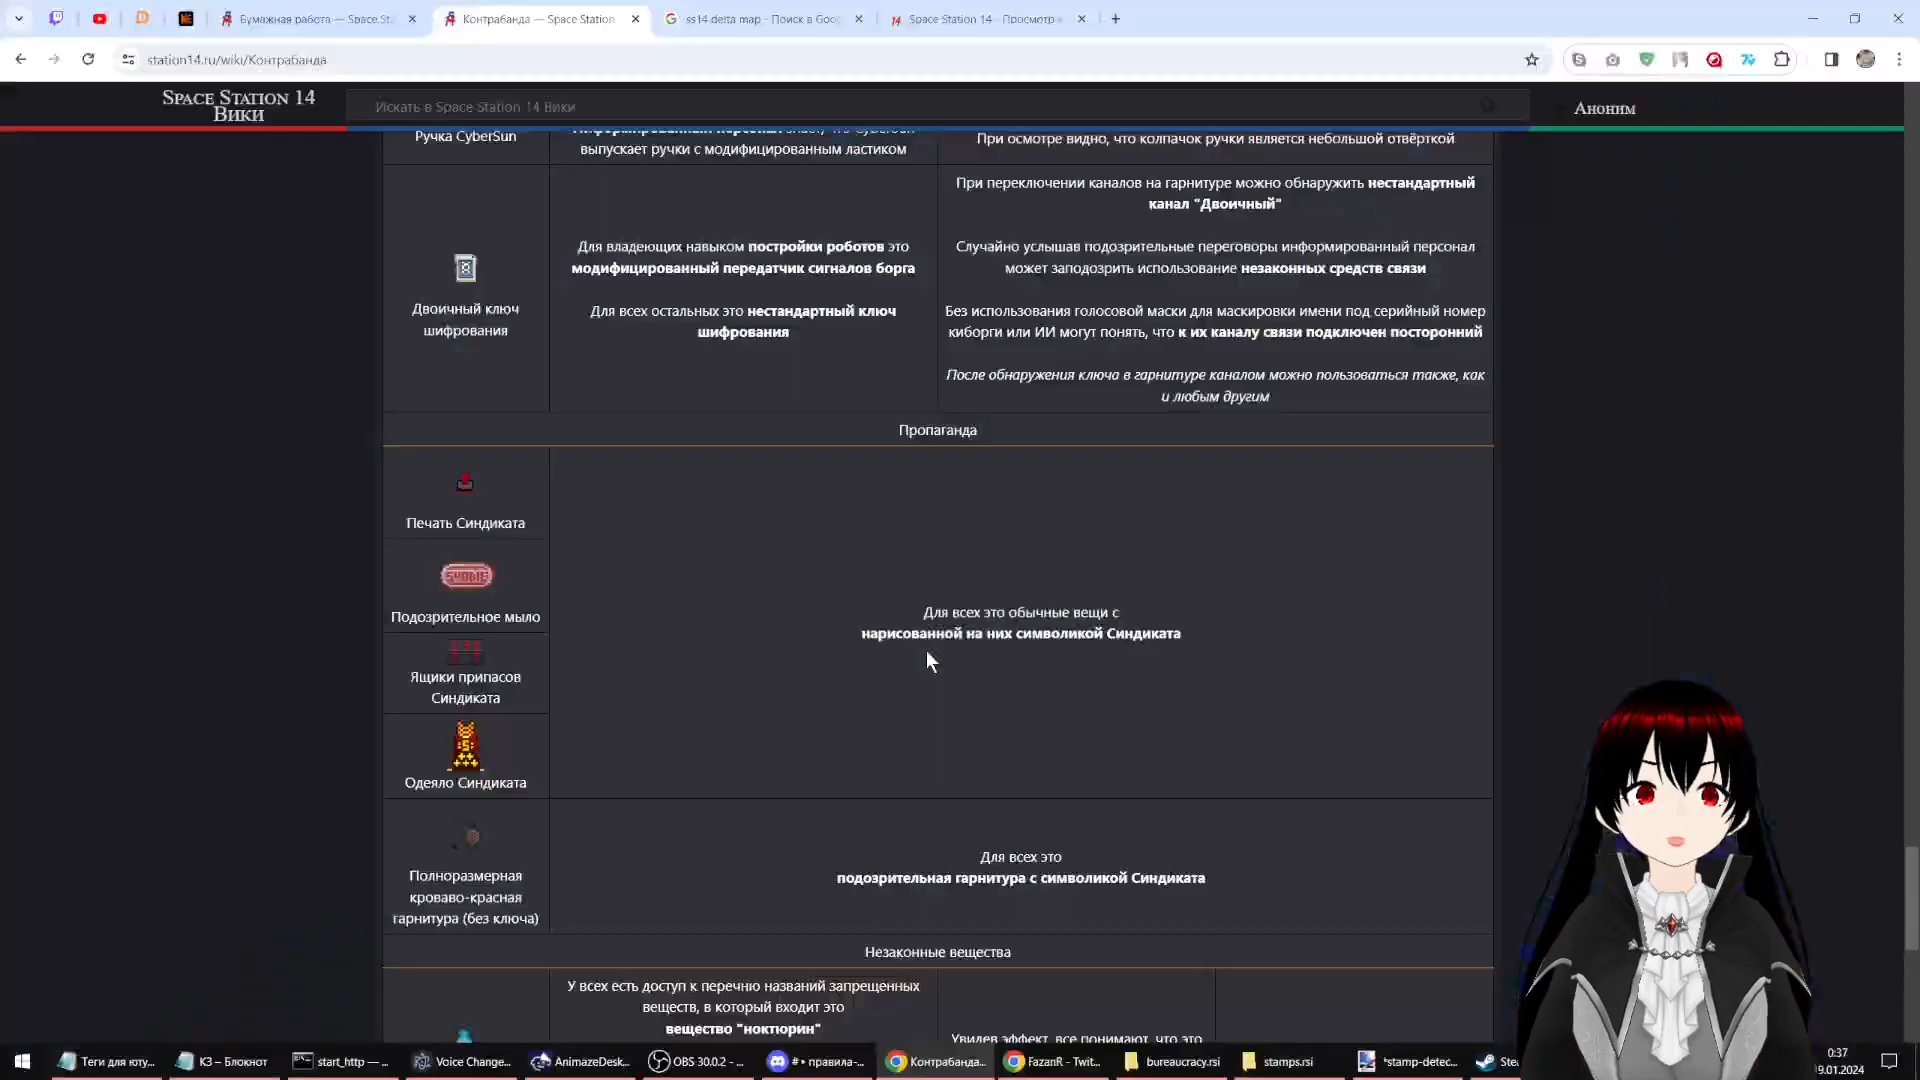 Бумажная работа — Space St
Контрабанда — Space Station
ss14 delta map - Поиск в Goo
Space Station 14 - Просмотр
station14.ru/wiki/Контрабанда
Space Station 14
Вики
Искать в Space Station 14 Вики
Аноним
Ручка CyberSun
выпускает ручки с модифицированным ластиком
При осмотре видно, что колпачок ручки является небольшой отвёрткой
Двоичный ключ
шифрования
Для владеющих навыком постройки роботов это
модифицированный передатчик сигналов борга
Для всех остальных это нестандартный ключ
шифрования
При переключении каналов на гарнитуре можно обнаружить нестандартный
канал "Двоичный"
Случайно услышав подозрительные переговоры информированный персонал
может заподозрить использование незаконных средств связи
Без использования голосовой маски для маскировки имени под серийный номер
киборги или ИИ могут понять, что к их каналу связи подключен посторонний
После обнаружения ключа в гарнитуре каналом можно пользоваться также, как
и любым другим
Пропаганда
Печать Синдиката
Подозрительное мыло
Ящики припасов
Синдиката
Одеяло Синдиката
Для всех это обычные вещи с
нарисованной на них символикой Синдиката
Полноразмерная
кроваво-красная
гарнитура (без ключа)
Для всех это
подозрительная гарнитура с символикой Синдиката
Незаконные вещества
У всех есть доступ к перечню названий запрещенных
веществ, в который входит это
вещество "ноктюрин"
Увидев эффект, все понимают, что это
Теги для юту...
КЗ – Блокнот
start_http — ...
Voice Change...
AnimazeDesk...
OBS 30.0.2 - ...
#• правила-...
Контрабанда...
FazanR - Twit...
bureaucracy.rsi
stamps.rsi
*stamp-detec...
Stea
0:37
9.01.2024